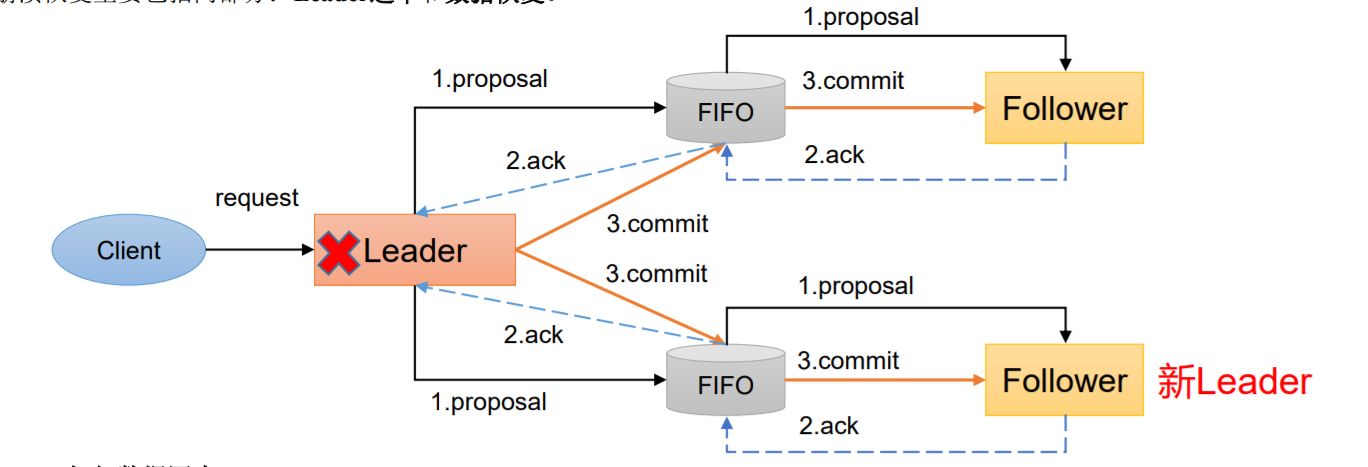 1.proposal
1.proposal
3.commit
FIFO
Follower
2.ack
2.ack
request
3.commit
Client
Leader
3.commit
1.proposal
2.ack
3.commit
FIFO
Follower
新Leader
1.proposal
2.ack